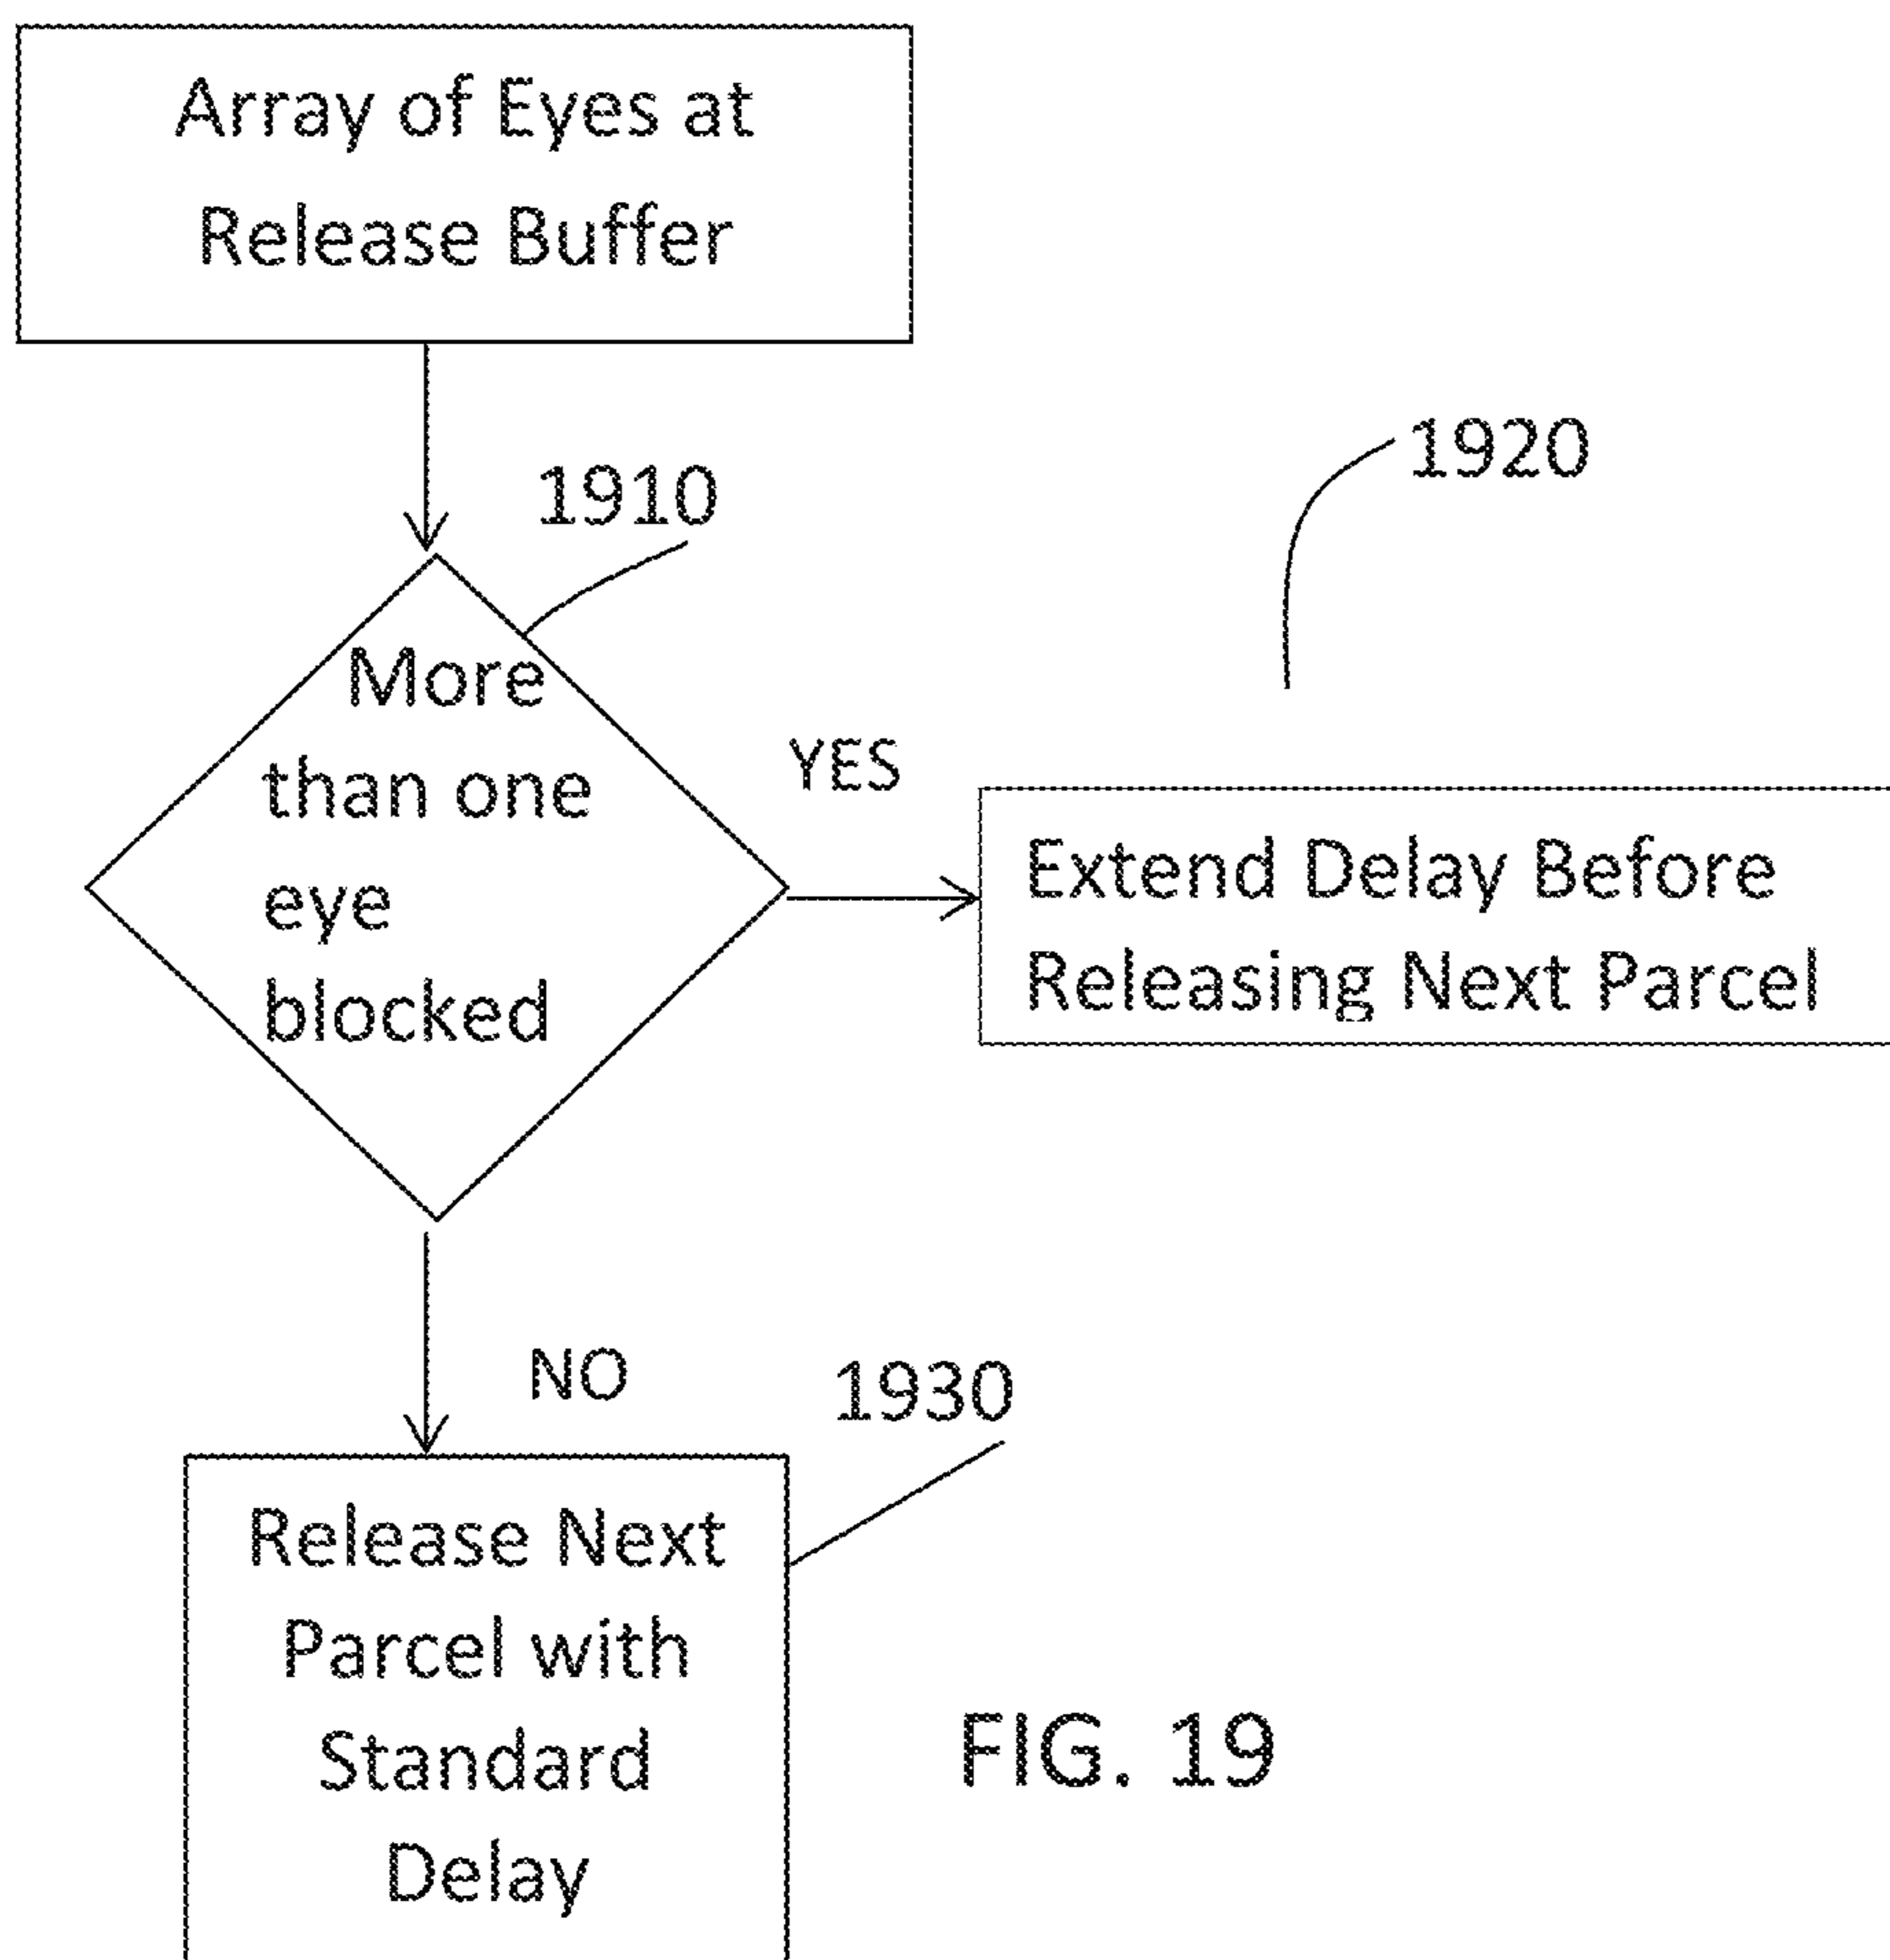 Array of Eyes at
Release Buffer
1910
1920
More
than one
eye
blocked
YES
Extend Delay Before
Releasing Next Parcel
NO
1930
Release Next
Parcel with
Standard
Delay
FIG. 19